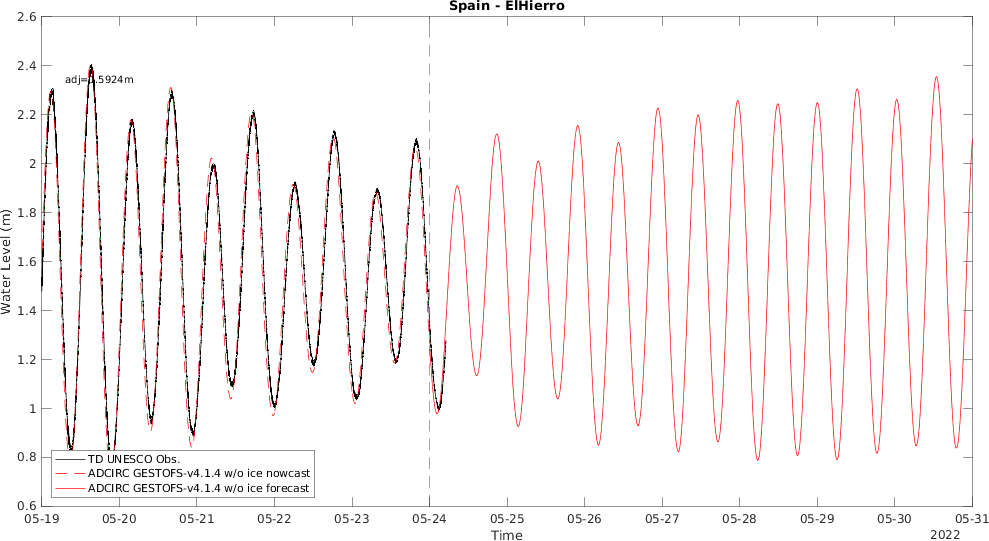 Spain - ElHierro
2.6
2.4
2.2
2
1.8
1.6
1.4
1.2
1
0.8
0.6
Water Level (m)
TD UNESCO Obs.
ADCIRC GESTOFS-v4.1.4 w/o ice nowcast
ADCIRC GESTOFS-v4.1.4 w/o ice forecast
05-19 05-20 05-21 05-22 05-23 05-24 05-25 05-26 05-27 05-28 05-29 05-30 05-31
Time
2022